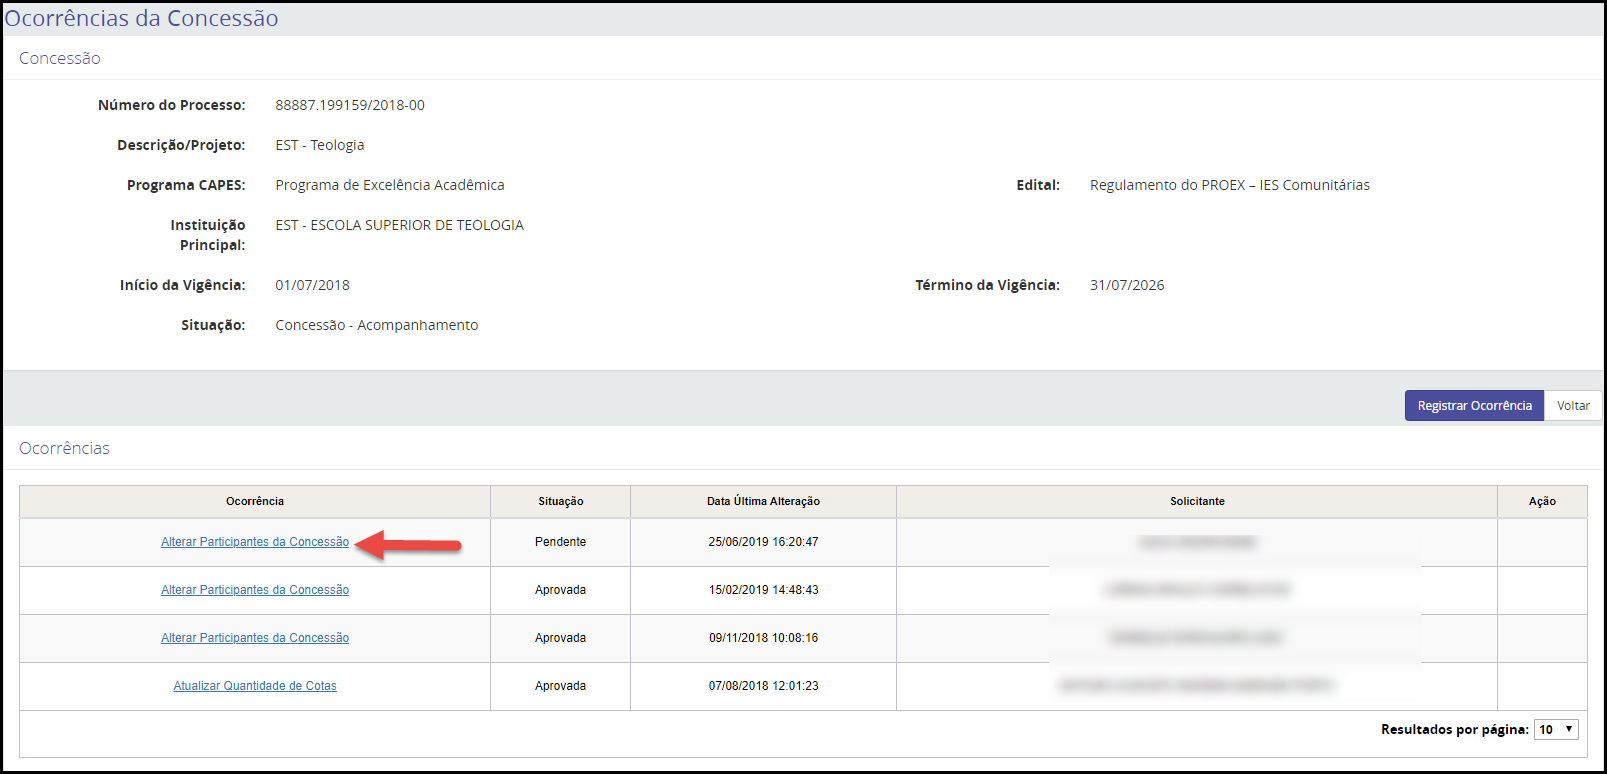 Ocorrências da Concessão
Concessão
Número do Processo: 88887.199159/2018-00
Descrição/Projeto: EST - Teologia
Programa CAPES: Programa de Excelência Acadêmica Edital: Regulamento do PROEX – IES Comunitárias
Instituição Principal: EST - ESCOLA SUPERIOR DE TEOLOGIA
Início da Vigência: 01/07/2018 Término da Vigência: 31/07/2026
Situação: Concessão - Acompanhamento
Registrar Ocorrência Voltar
Ocorrências
Ocorrência Situação Data Última Alteração Solicitante Ação
Alterar Participantes da Concessão Pendente 25/06/2019 16:20:47
Alterar Participantes da Concessão Aprovada 15/02/2019 14:48:43
Alterar Participantes da Concessão Aprovada 09/11/2018 10:08:16
Atualizar Quantidade de Cotas Aprovada 07/08/2018 12:01:23
Resultados por página: 10